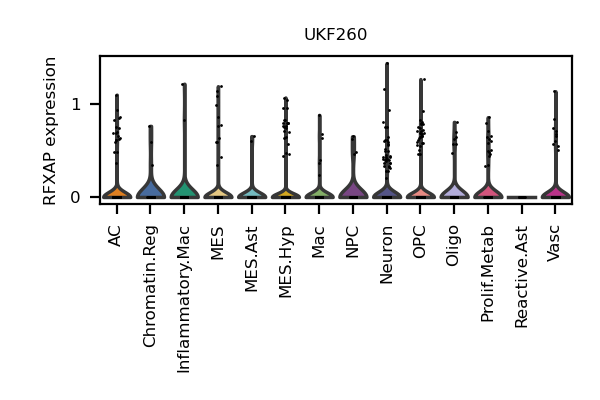 UKF260
RFXAP expression
1
0
AC
Chromatin.Reg
Inflammatory.Mac
MES
MES.Ast
MES.Hyp
Mac
NPC
Neuron
OPC
Oligo
Prolif.Metab
Reactive.Ast
Vasc